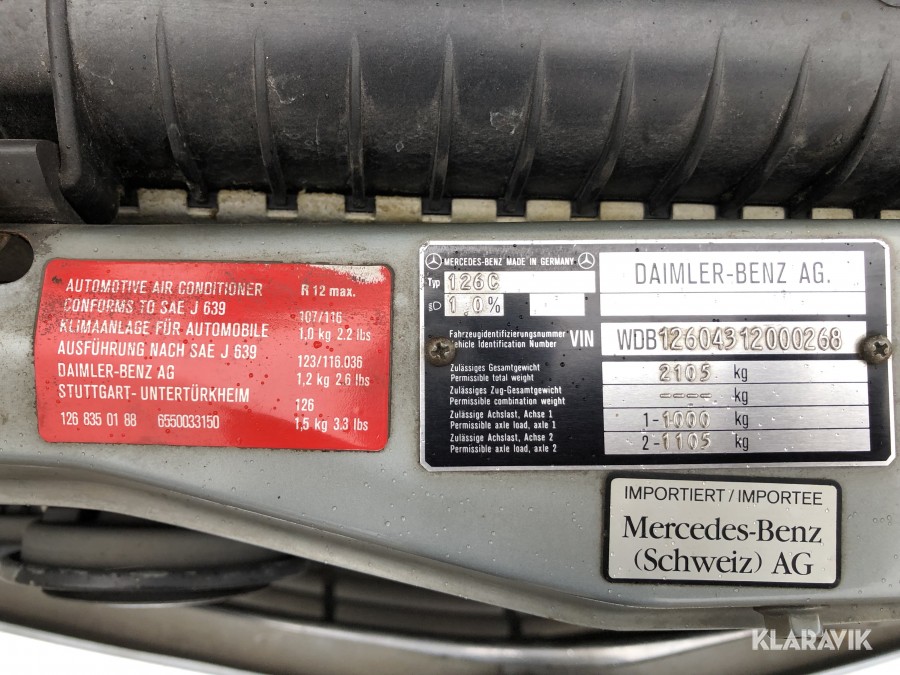 AUTOMOTIVE AIR CONDITIONER
CONFORMS TO SAE J 639
KLIMAANLAGE FÜR AUTOMOBILE
AUSFÜHRUNG NACH SAE J 639
DAIMLER-BENZ AG
STUTTGART- UNTERTÜRKHEIM
126 835 01 88 6550033150
R 12 max.
107/116
1,0 kg 2.2 lbs
123/116.036
1,2 kg 2.6 lbs
126
1,5 kg 3.3 lbs
MERCEDES-BENZ MADE IN GERMANY
DAIMLER-BENZ AG.
Typ 126C
1.0%
Fahrzeugidentifizierungsnummer
Vehicle Identification Number
VIN WDB12604312000268
Zulässiges Gesamtgewicht
Permissible total weight
2105 kg
Zulässiges Zug-Gesamtgewicht
Permissible combination weight
---- kg
Zulässige Achslast, Achse 1
Permissible axle load, axle 1
1-1000 kg
Zulässige Achslast, Achse 2
Permissible axle load, axle 2
2-1105 kg
IMPORTIERT/IMPORTEE
Mercedes-Benz
(Schweiz) AG
KLARAVIK